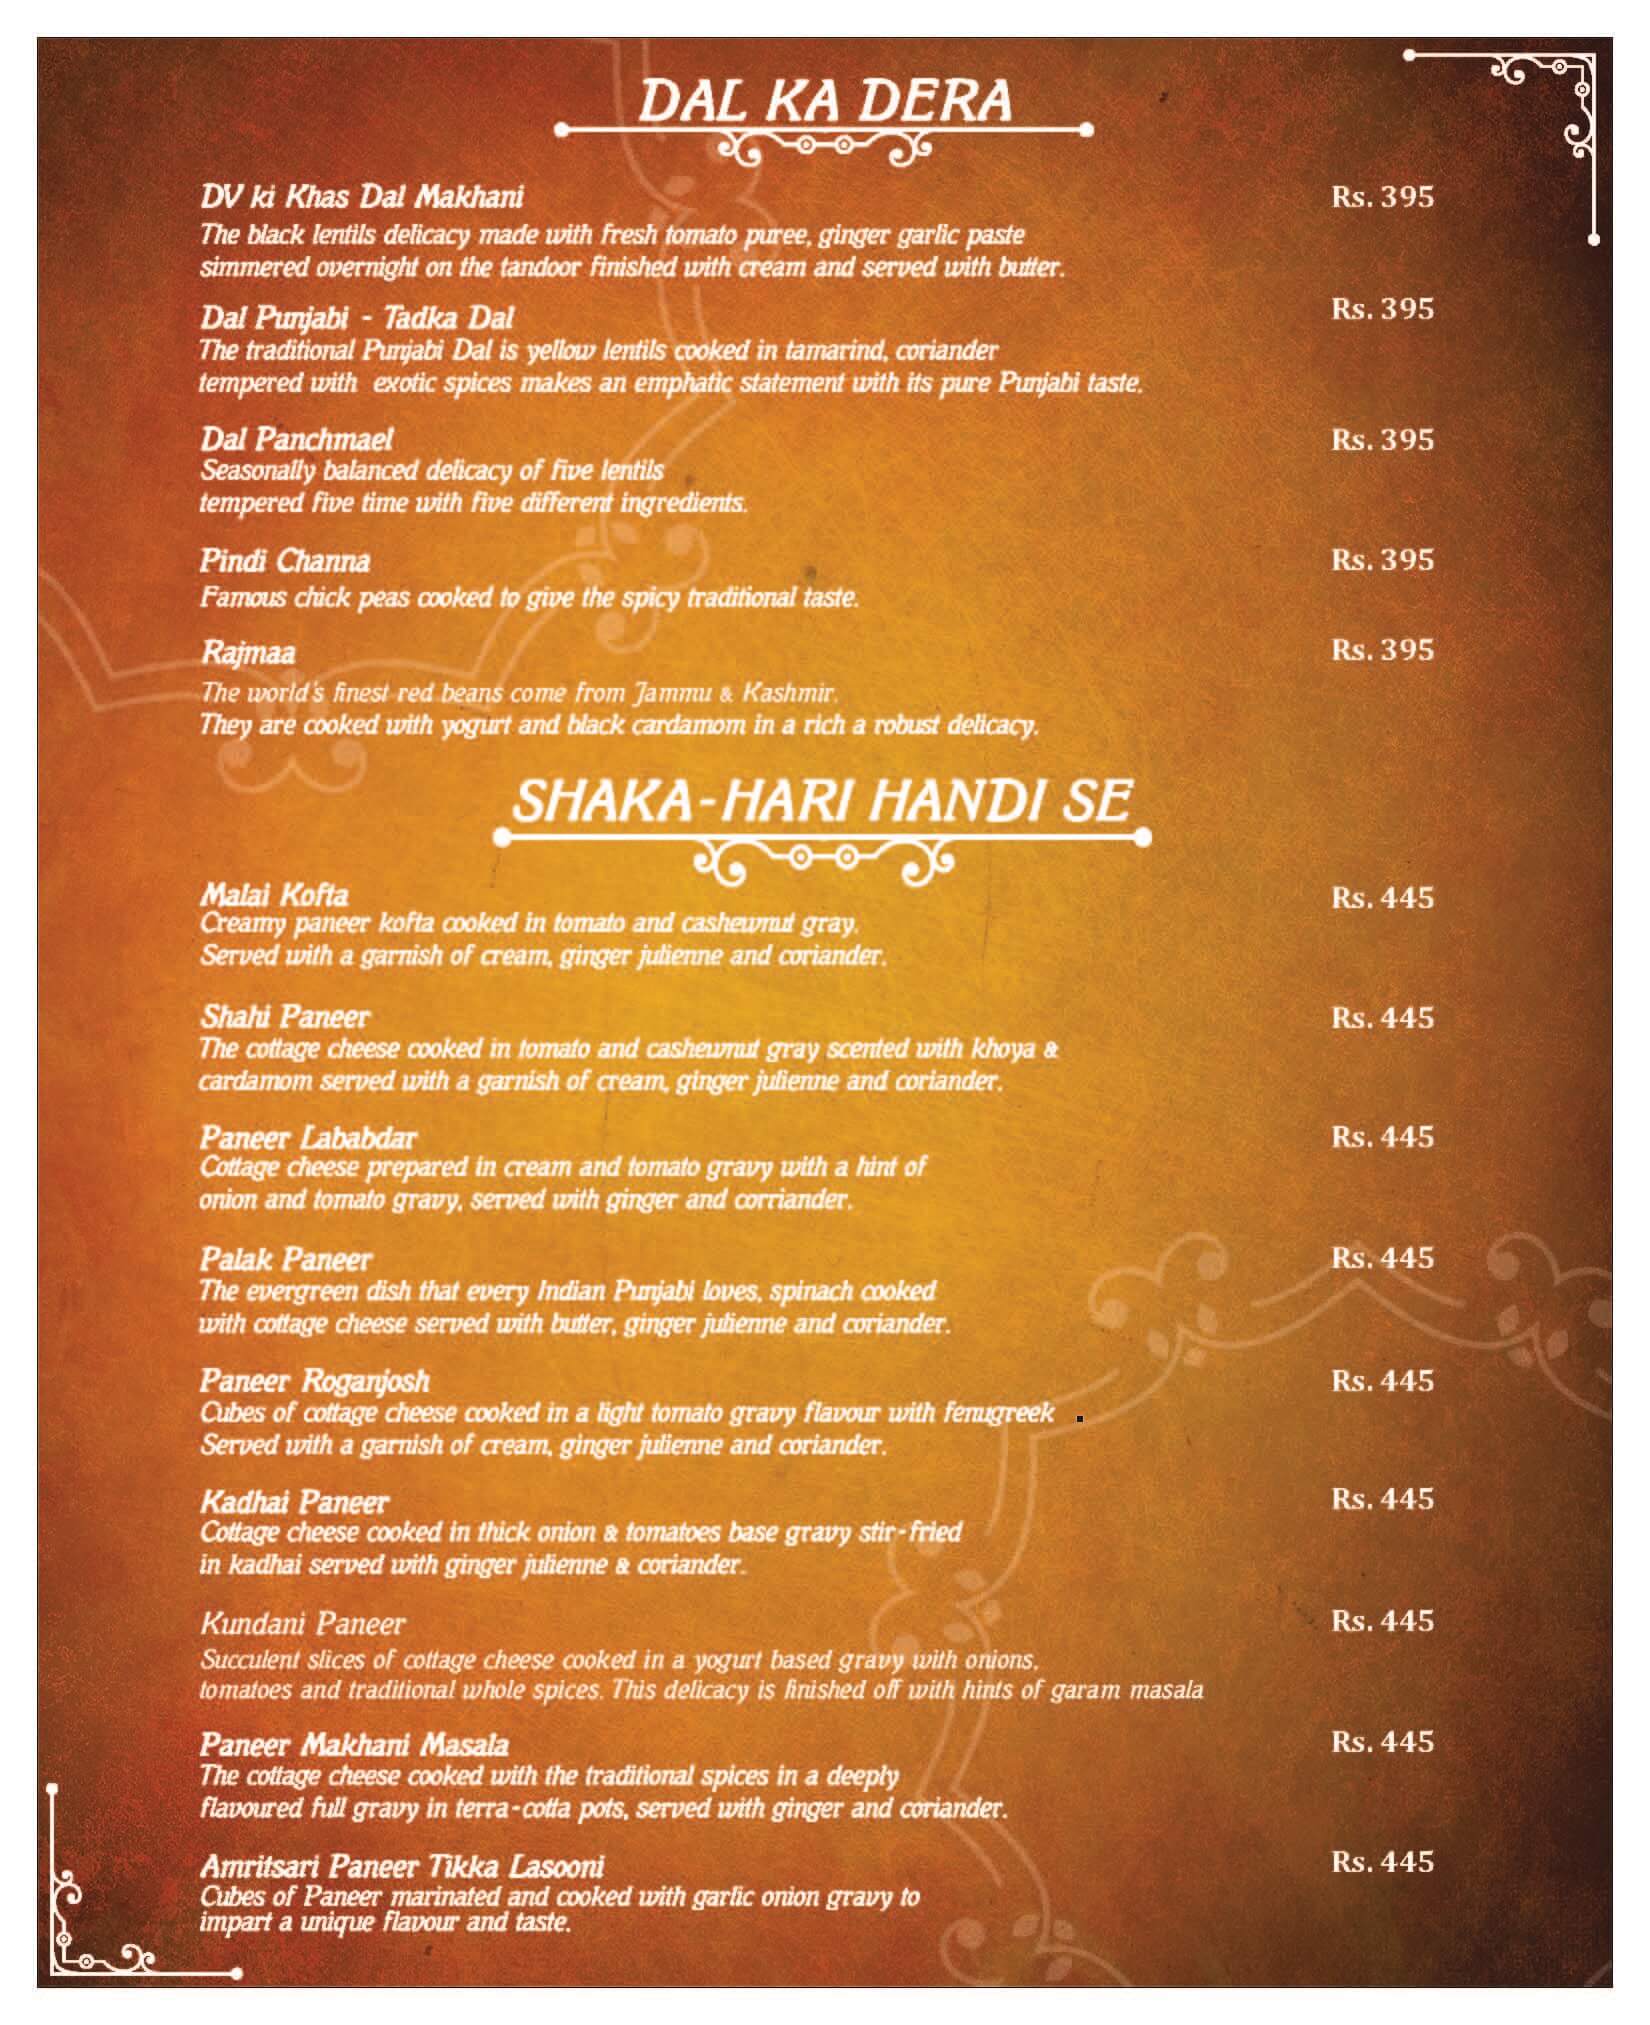 DAL KA DERA
DV ki Khas Dal Makhani Rs. 395
The black lentils delicacy made with fresh tomato puree, ginger garlic paste
simmered overnight on the tandoor finished with cream and served with butter.
Dal Punjabi - Tadka Dal Rs. 395
The traditional Punjabi Dal is yellow lentils cooked in tamarind, coriander
tempered with exotic spices makes an emphatic statement with its pure Punjabi taste.
Dal Panchmael Rs. 395
Seasonally balanced delicacy of five lentils
tempered five time with five different ingredients.
Pindi Channa Rs. 395
Famous chick peas cooked to give the spicy traditional taste.
Rajmaa Rs. 395
The world's finest red beans come from Jammu & Kashmir.
They are cooked with yogurt and black cardamom in a rich a robust delicacy.
SHAKA-HARI HANDI SE
Malai Kofta Rs. 445
Creamy paneer kofta cooked in tomato and cashewnut gray.
Served with a garnish of cream, ginger julienne and coriander.
Shahi Paneer Rs. 445
The cottage cheese cooked in tomato and cashewnut gray scented with khoya &
cardamom served with a garnish of cream, ginger julienne and coriander.
Paneer Lababdar Rs. 445
Cottage cheese prepared in cream and tomato gravy with a hint of
onion and tomato gravy, served with ginger and corriander.
Palak Paneer Rs. 445
The evergreen dish that every Indian Punjabi loves, spinach cooked
with cottage cheese served with butter, ginger julienne and coriander.
Paneer Roganjosh Rs. 445
Cubes of cottage cheese cooked in a light tomato gravy flavour with fenugreek .
Served with a garnish of cream, ginger julienne and coriander.
Kadhai Paneer Rs. 445
Cottage cheese cooked in thick onion & tomatoes base gravy stir-fried
in kadhai served with ginger julienne & coriander.
Kundani Paneer Rs. 445
Succulent slices of cottage cheese cooked in a yogurt based gravy with onions,
tomatoes and traditional whole spices. This delicacy is finished off with hints of garam masala
Paneer Makhani Masala Rs. 445
The cottage cheese cooked with the traditional spices in a deeply
flavoured full gravy in terra-cotta pots, served with ginger and coriander.
Amritsari Paneer Tikka Lasooni Rs. 445
Cubes of Paneer marinated and cooked with garlic onion gravy to
impart a unique flavour and taste.